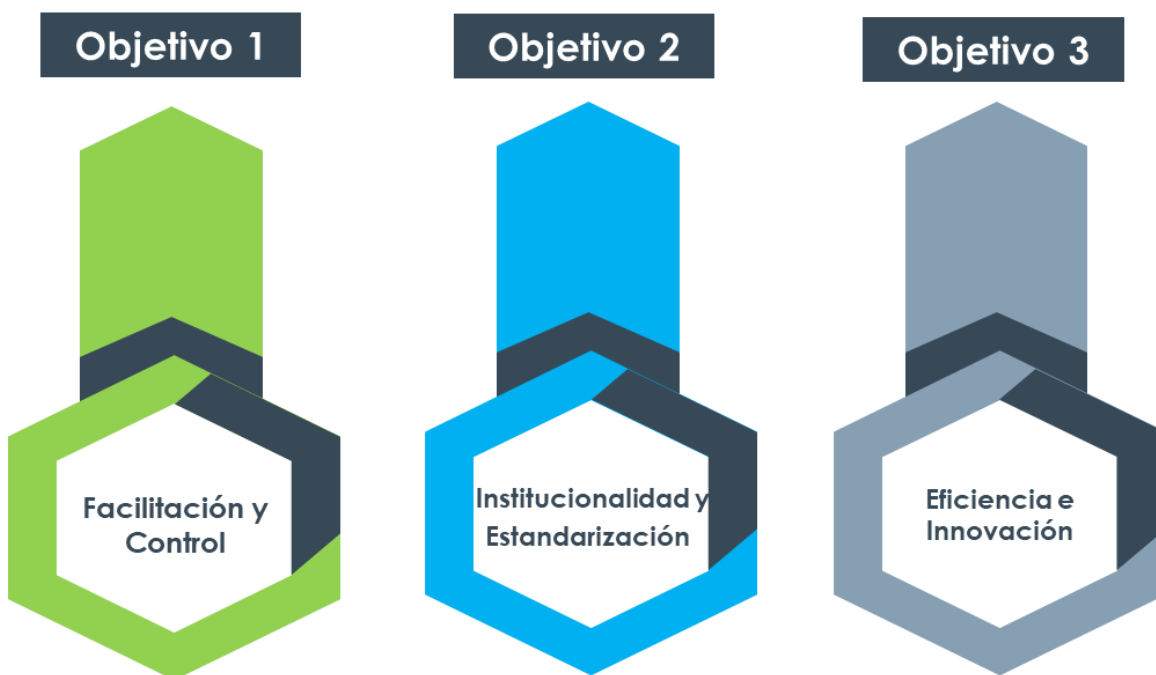 Objetivo 1
Objetivo 2
Objetivo 3
Facilitación y
Control
Institucionalidad y
Estandarización
Eficiencia e
Innovación